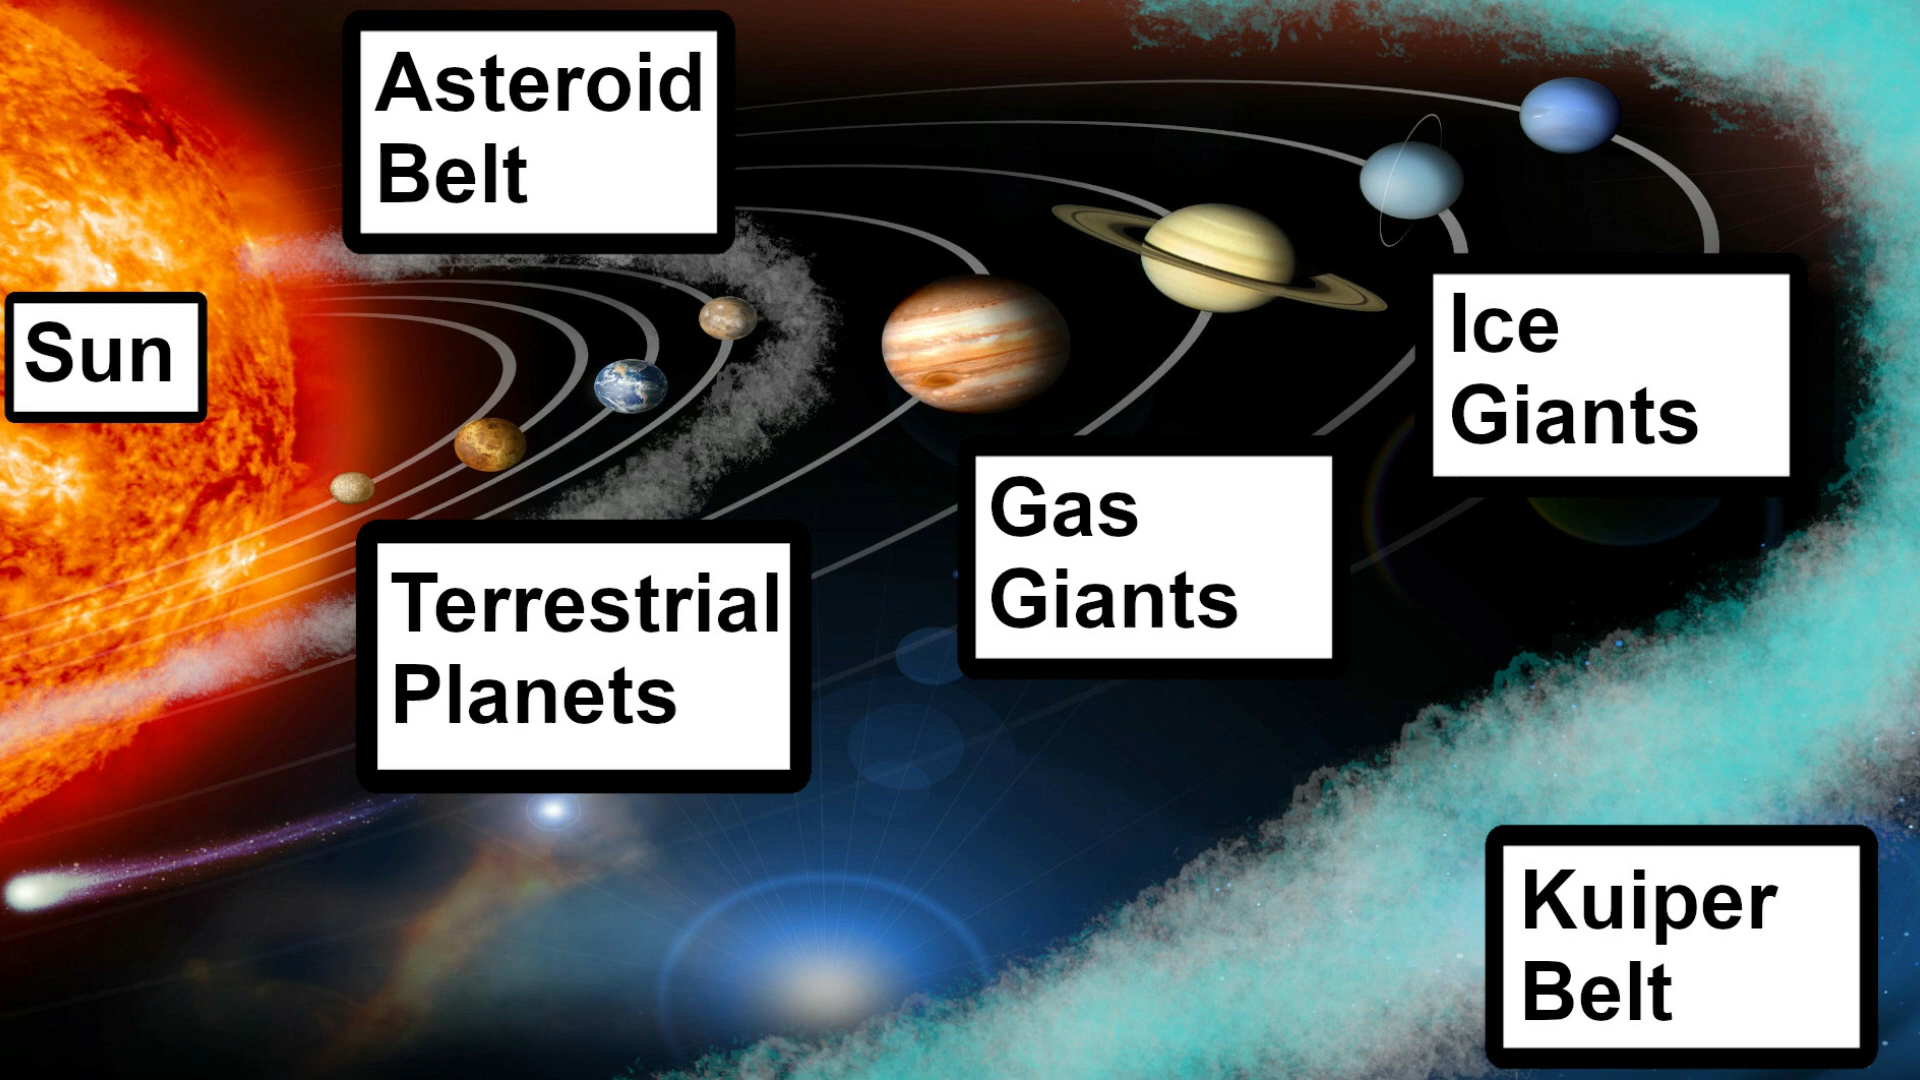 Asteroid
Belt
Sun
Ice
Giants
Gas
Giants
Terrestrial
Planets
Kuiper
Belt